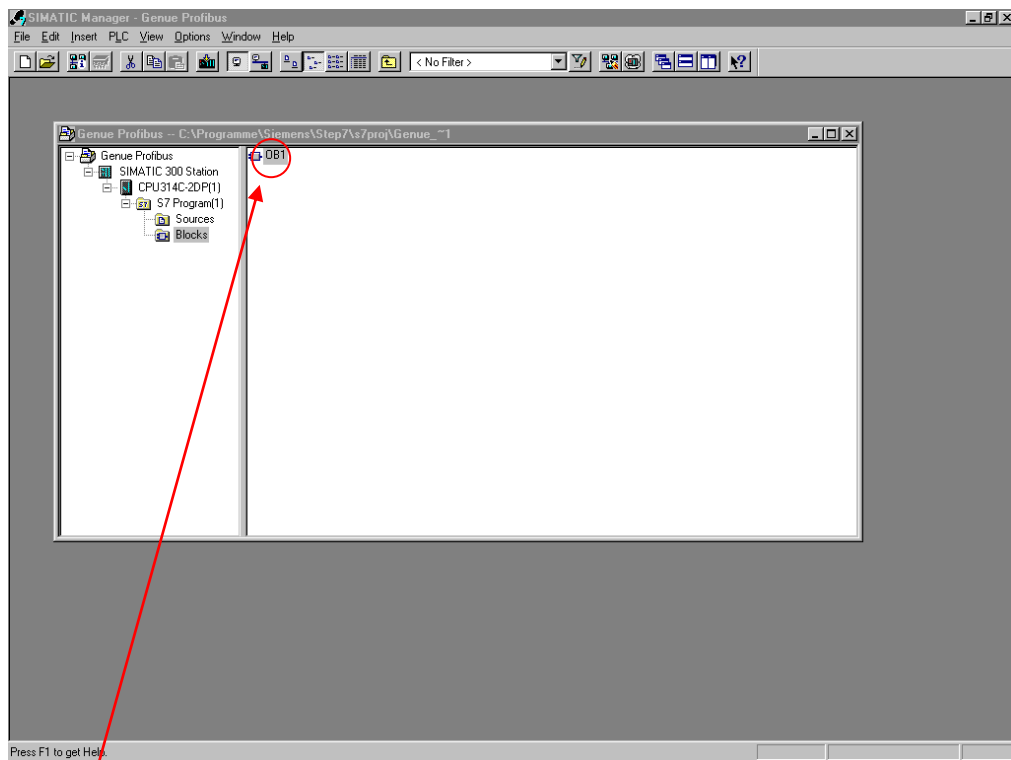 SIMATIC Manager - Genue Profibus
File Edit Insert PLC View Options Window Help
< No Filter >
Genue Profibus -- C:\Programme\Siemens\Step7\s7proj\Genue_~1
Genue Profibus
SIMATIC 300 Station
CPU314C-2DP(1)
S7 Program(1)
Sources
Blocks
OB1
Press F1 to get Help.